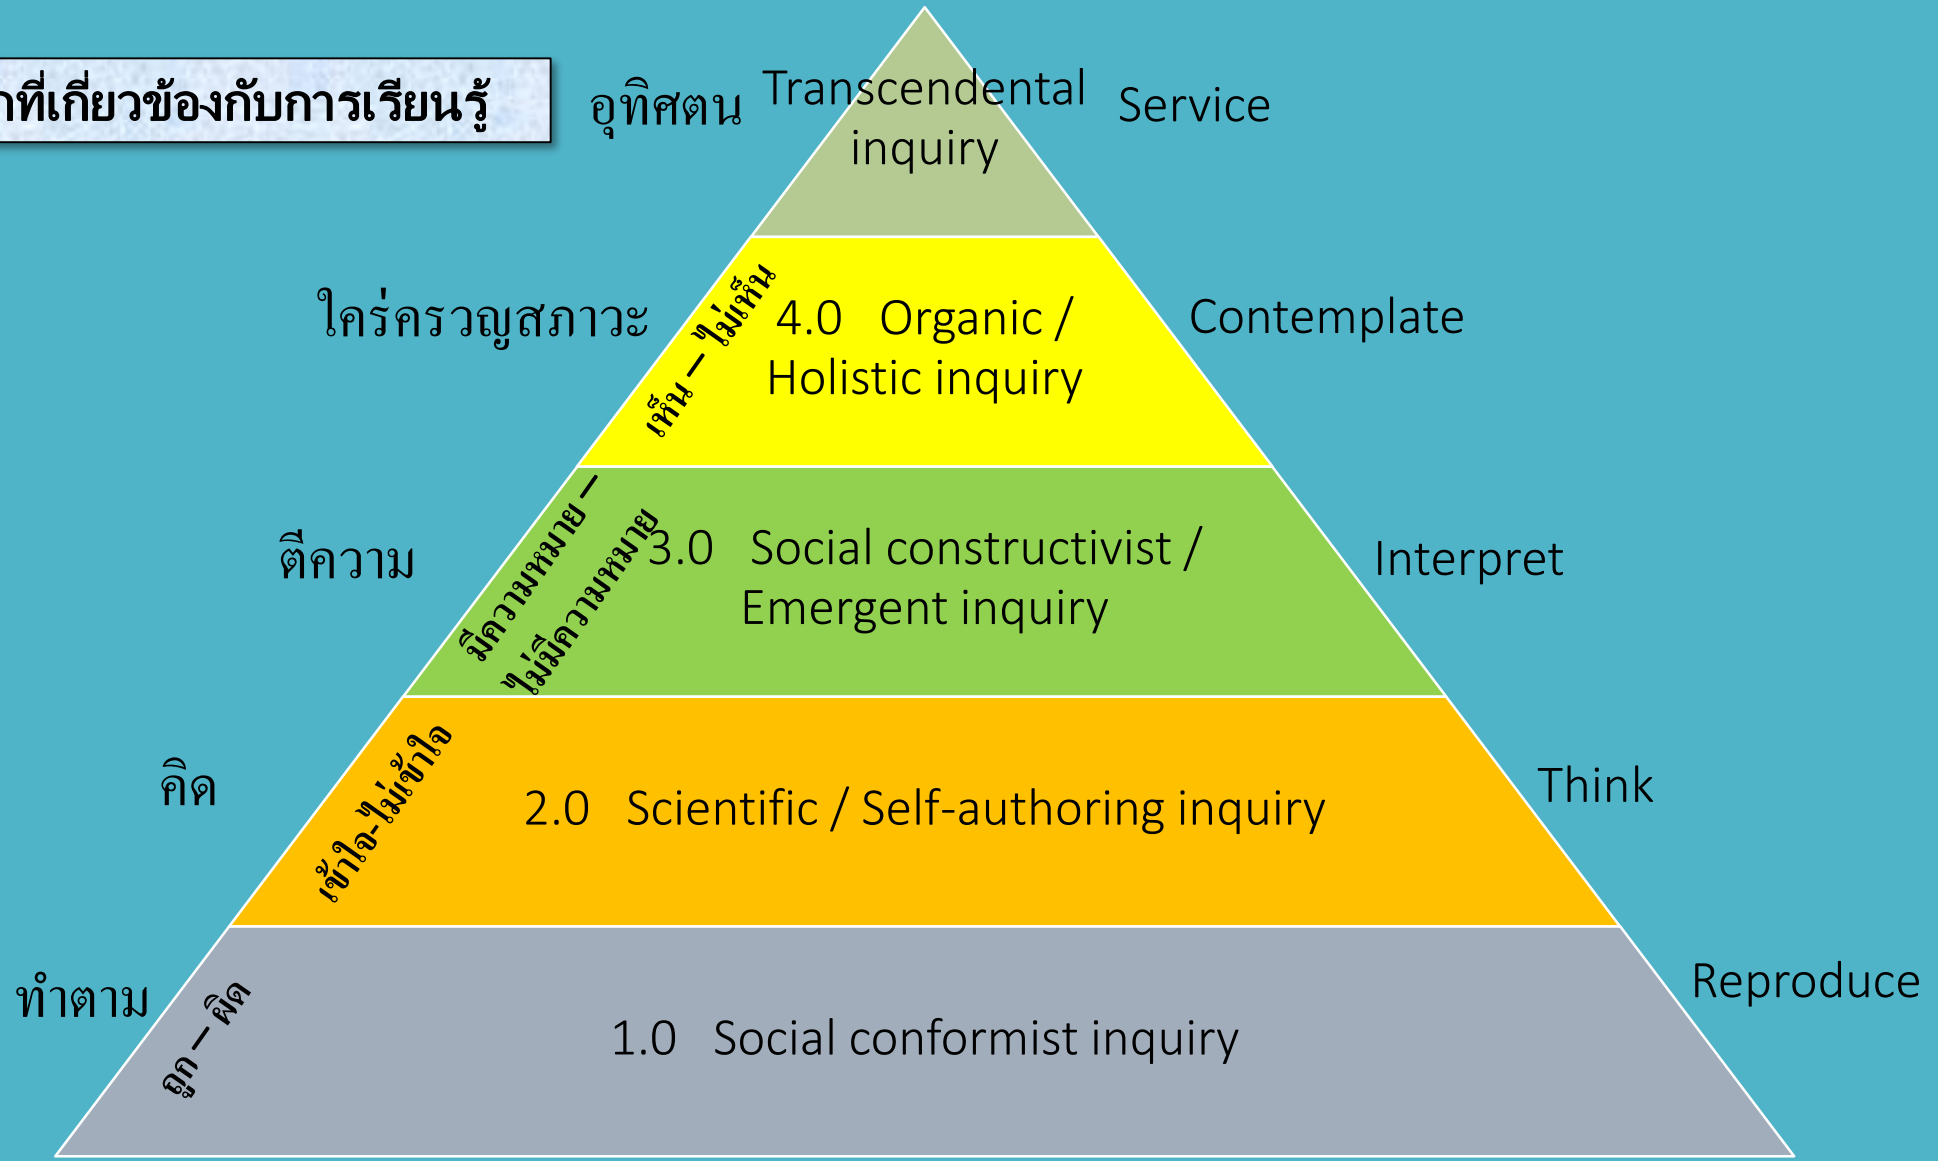 ที่เกี่ยวข้องกับการเรียนรู้
อุทิศตน
Transcendental
inquiry
Service
ใคร่ครวญสภาวะ
เห็น – ไม่เห็น
4.0 Organic /
Holistic inquiry
Contemplate
ตีความ
มีความหมาย –
ไม่มีความหมาย
3.0 Social constructivist /
Emergent inquiry
Interpret
คิด
เข้าใจ-ไม่เข้าใจ
2.0 Scientific / Self-authoring inquiry
Think
ทำตาม
ถูก – ผิด
1.0 Social conformist inquiry
Reproduce